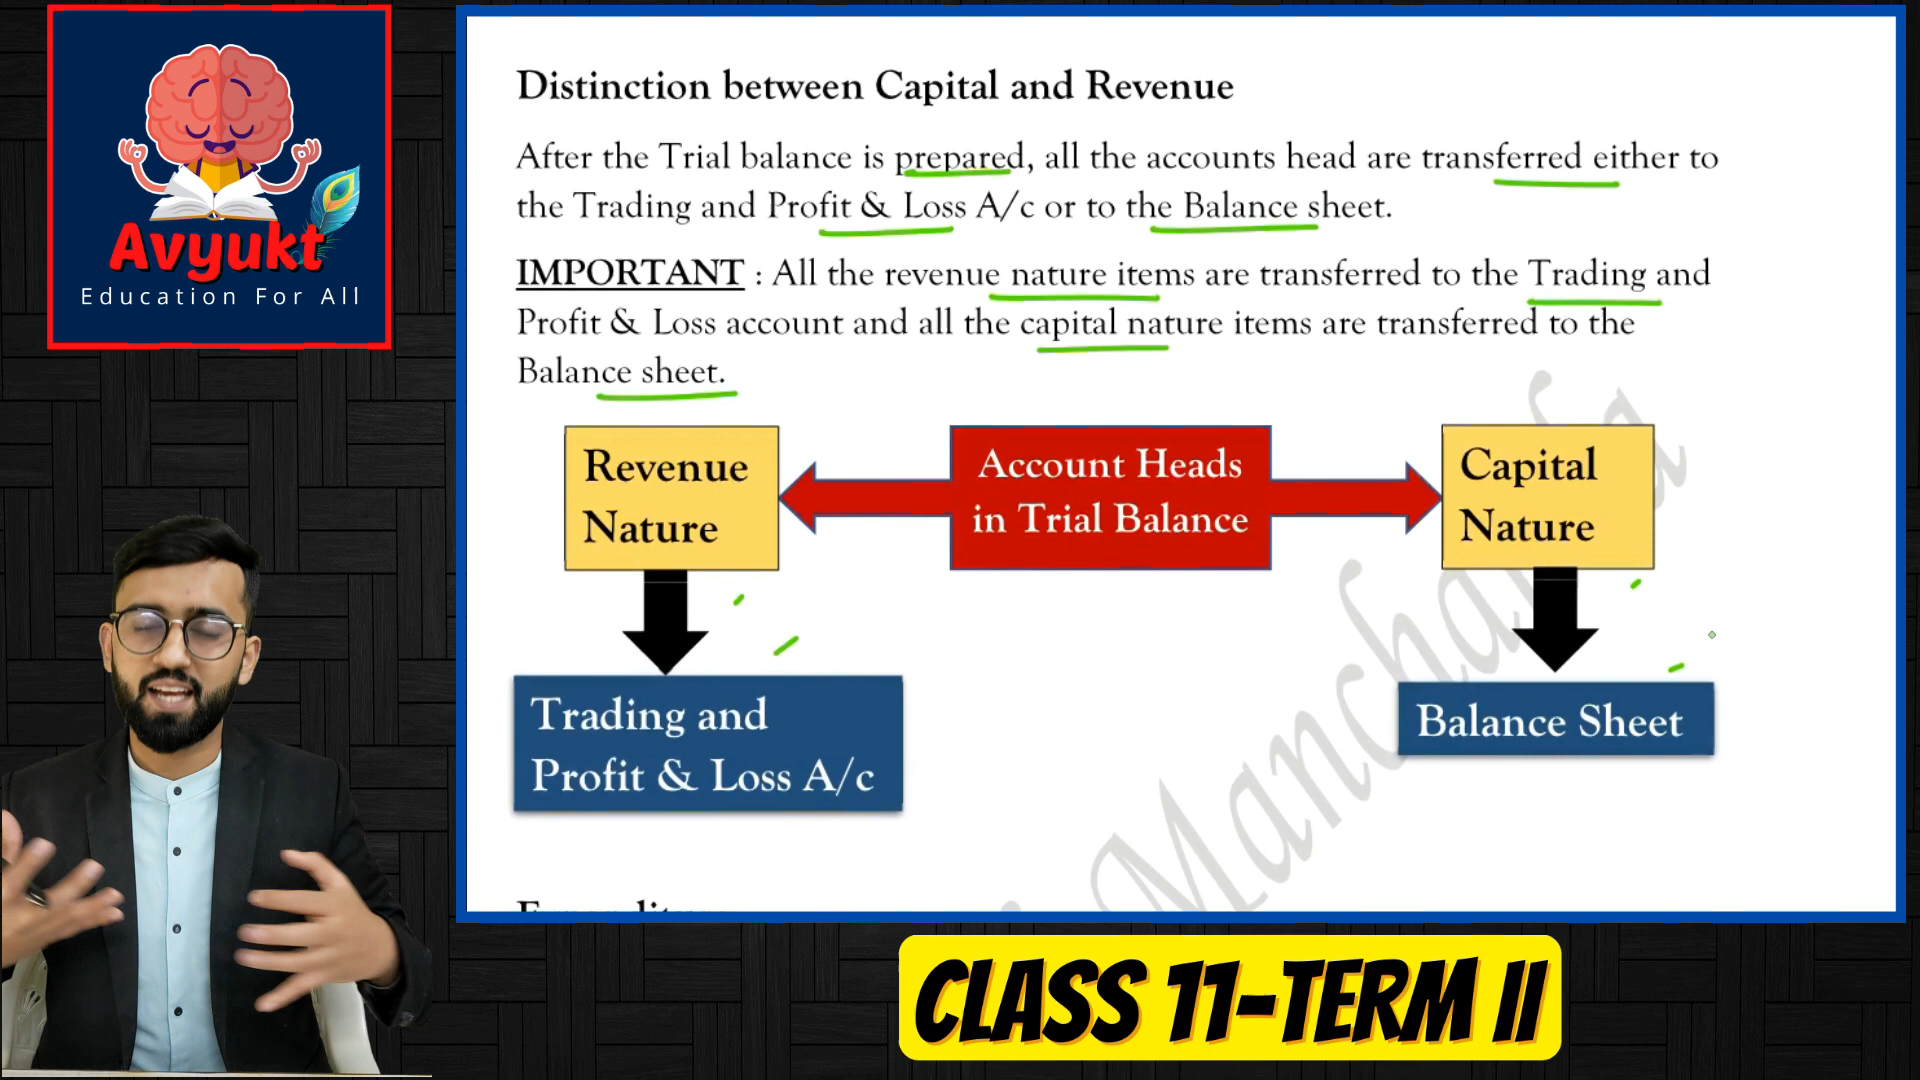 Avyukt
Education For All
Distinction between Capital and Revenue
After the Trial balance is prepared, all the accounts head are transferred either to
the Trading and Profit & Loss A/c or to the Balance sheet.
IMPORTANT : All the revenue nature items are transferred to the Trading and
Profit & Loss account and all the capital nature items are transferred to the
Balance sheet.
Revenue
Nature
Account Heads
in Trial Balance
Capital
Nature
Trading and
Profit & Loss A/c
Balance Sheet
Manchanda
CLASS 11-TERM II